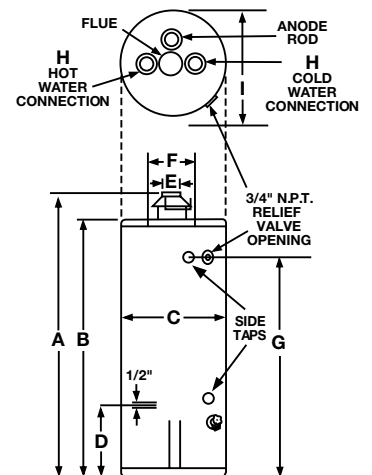 FLUE
ANODE
ROD
H
HOT
WATER
CONNECTION
H
COLD
WATER
CONNECTION
I
F
E
3/4" N.P.T.
RELIEF
VALVE
OPENING
A
B
C
SIDE
TAPS
G
1/2"
D